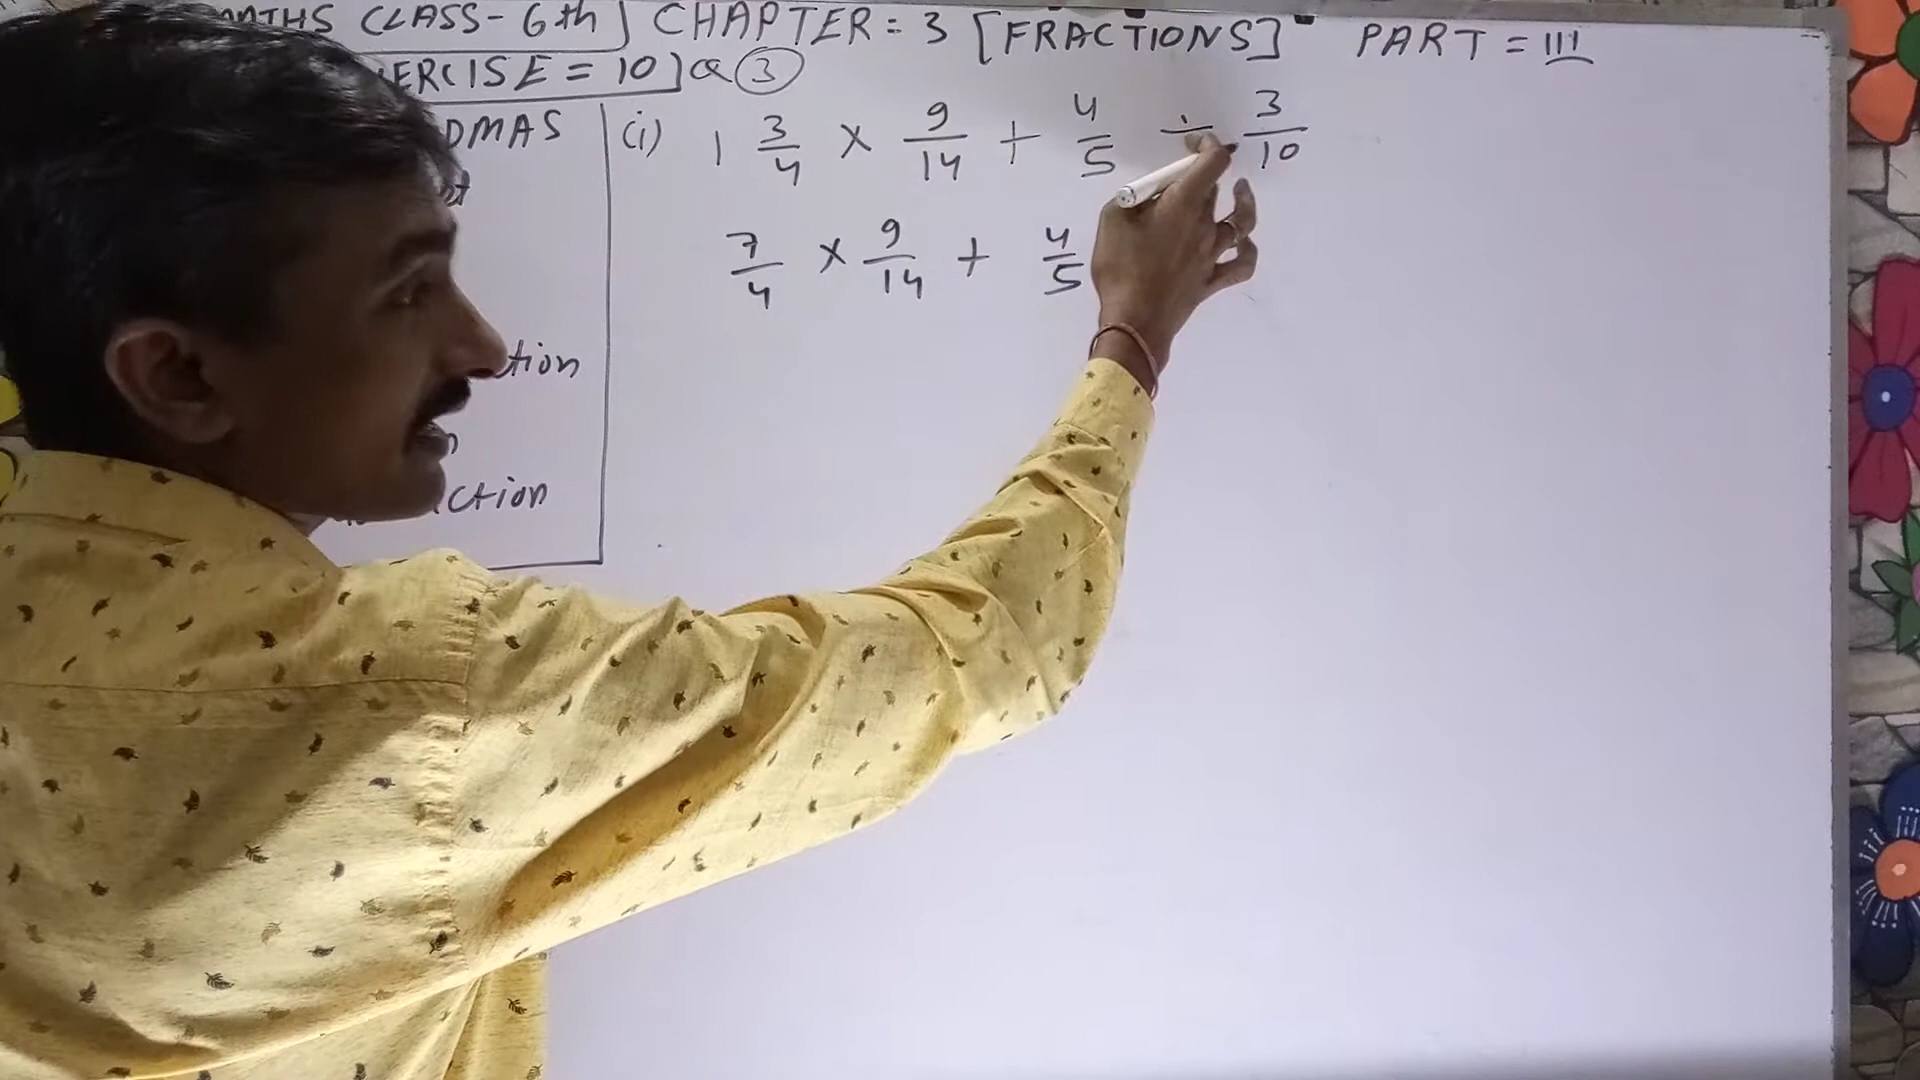 MATHS CLASS- 6th CHAPTER = 3 [FRACTIONS] PART = III
ERCISE = 10] Q ③
DMAS
(i) 1 3/4 × 9/14 + 4/5 ÷ 3/10
7/4 × 9/14 + 4/5
tion
ction